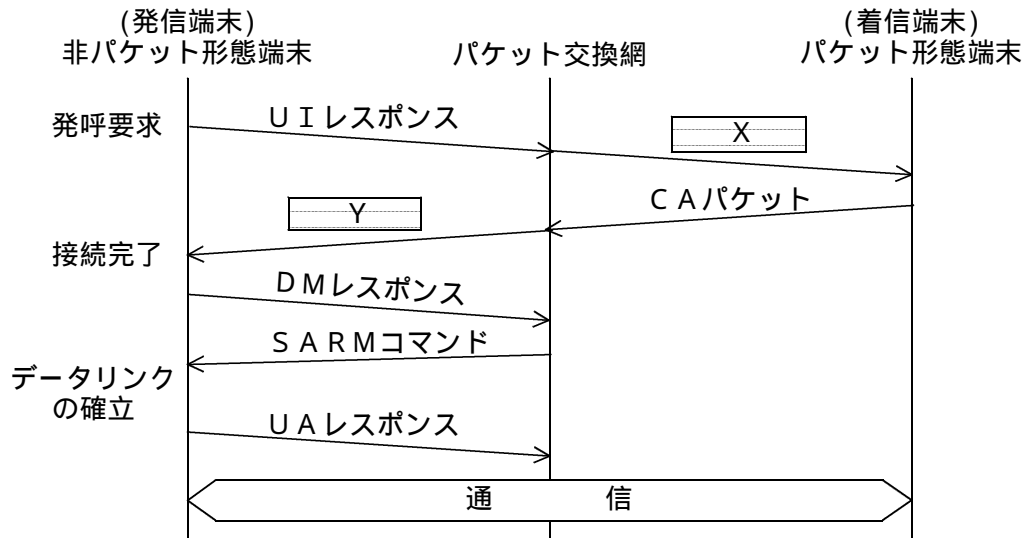 (発信端末)
非パケット形態端末
パケット交換網
(着信端末)
パケット形態端末
発呼要求
ＵＩレスポンス
X
ＣＡパケット
Y
接続完了
ＤＭレスポンス
ＳＡＲＭコマンド
データリンク
の確立
ＵＡレスポンス
通　　　信